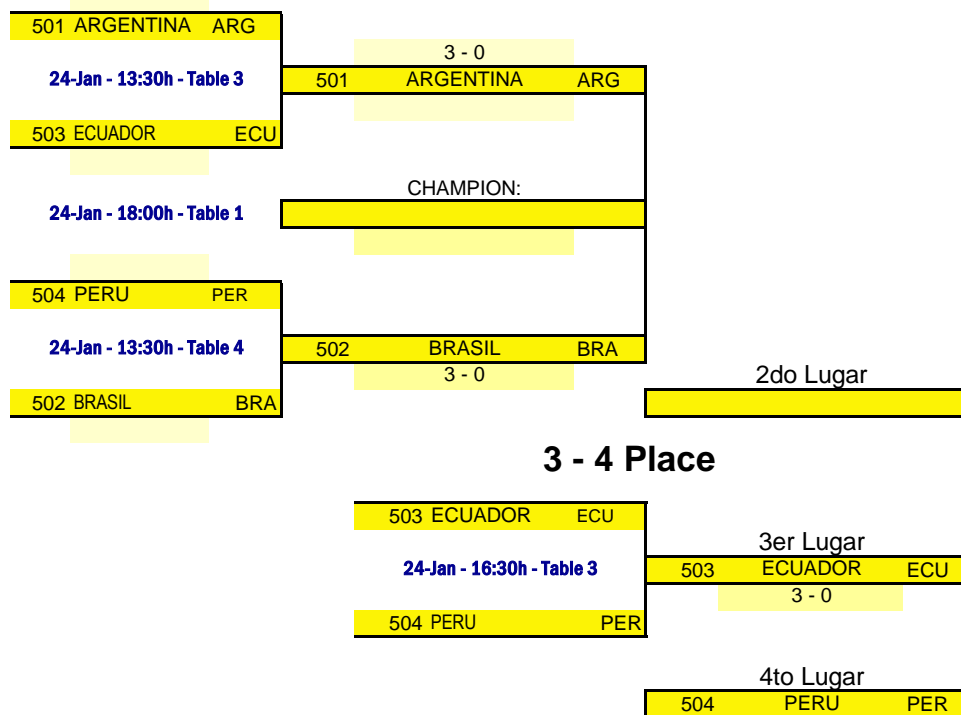 501 ARGENTINA ARG
3 - 0
24-Jan - 13:30h - Table 3
501 ARGENTINA ARG
503 ECUADOR ECU
CHAMPION:
24-Jan - 18:00h - Table 1
504 PERU PER
24-Jan - 13:30h - Table 4
502 BRASIL BRA
3 - 0
2do Lugar
502 BRASIL BRA
3 - 4 Place
503 ECUADOR ECU
3er Lugar
24-Jan - 16:30h - Table 3
503 ECUADOR ECU
3 - 0
504 PERU PER
4to Lugar
504 PERU PER